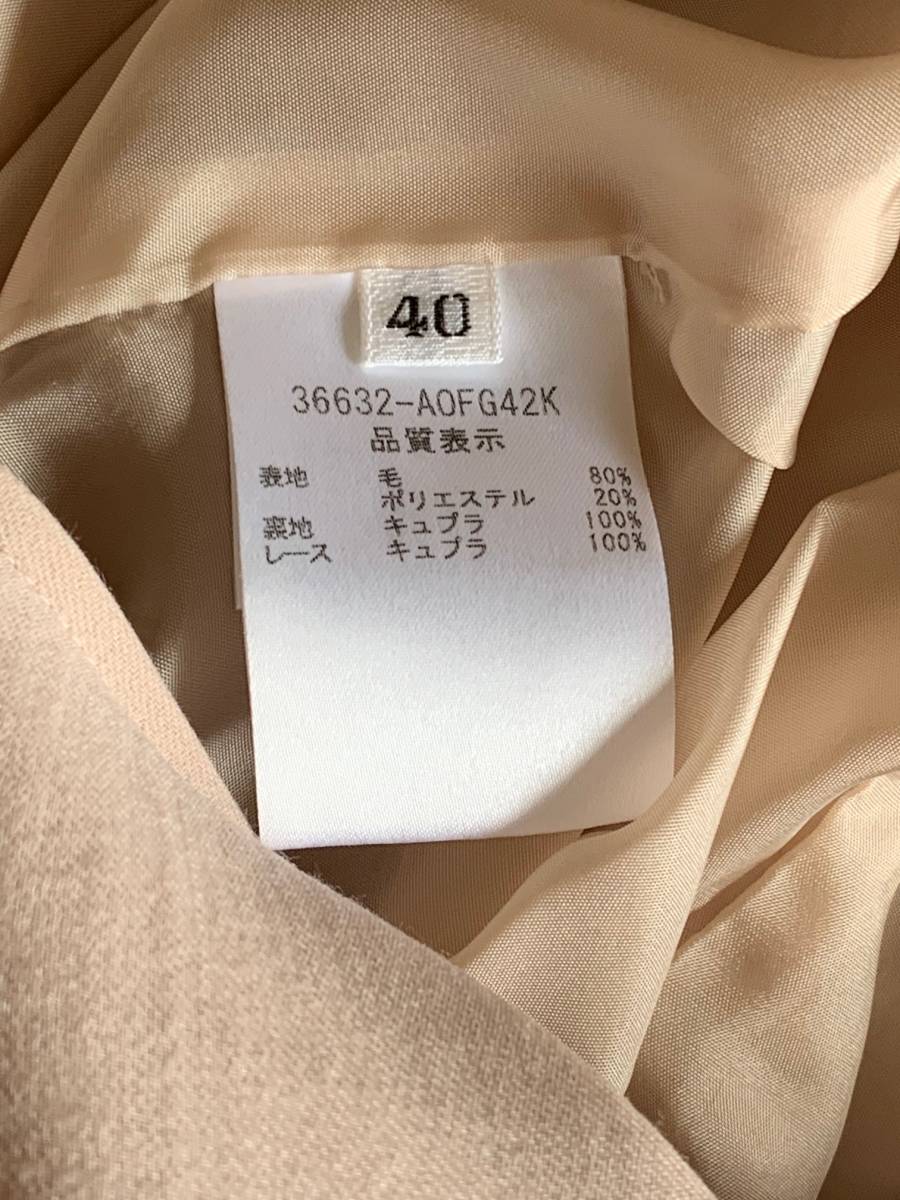 40
36632-A0FG42K
品質表示
表地 毛 80%
ポリエステル 20%
裏地 キュプラ 100%
レース キュプラ 100%